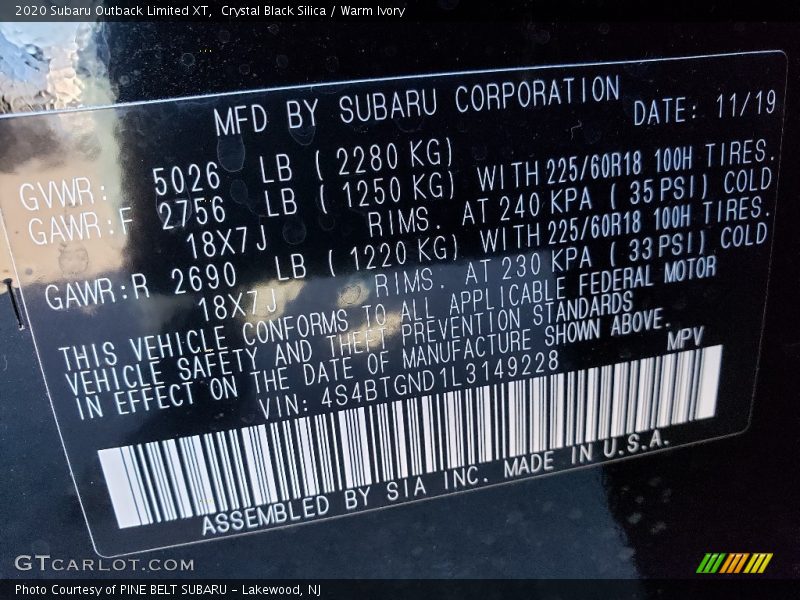 2020 Subaru Outback Limited XT, Crystal Black Silica / Warm Ivory
MFD BY SUBARU CORPORATION DATE: 11/19
GVWR: 5026 LB (2280 KG)
GAWR:F 2756 LB (1250 KG) WITH 225/60R18 100H TIRES.
18X7J RIMS. AT 240 KPA (35 PSI) COLD
GAWR:R 2690 LB (1220 KG) WITH 225/60R18 100H TIRES.
18X7J RIMS. AT 230 KPA (33 PSI) COLD
THIS VEHICLE CONFORMS TO ALL APPLICABLE FEDERAL MOTOR
VEHICLE SAFETY AND THEFT PREVENTION STANDARDS
IN EFFECT ON THE DATE OF MANUFACTURE SHOWN ABOVE.
VIN: 4S4BTGND1L3149228 MPV
ASSEMBLED BY SIA INC. MADE IN U.S.A.
GTCARLOT.COM
Photo Courtesy of PINE BELT SUBARU - Lakewood, NJ